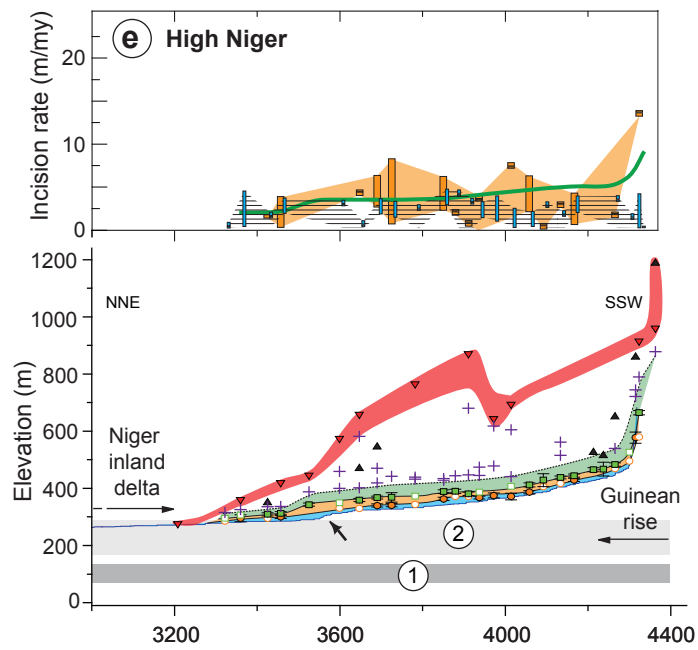 e High Niger
Incision rate (m/my)
20
10
0
Elevation (m)
1200
1000
800
600
400
200
0
NNE
SSW
Niger
inland
delta
Guinean
rise
2
1
3200
3600
4000
4400